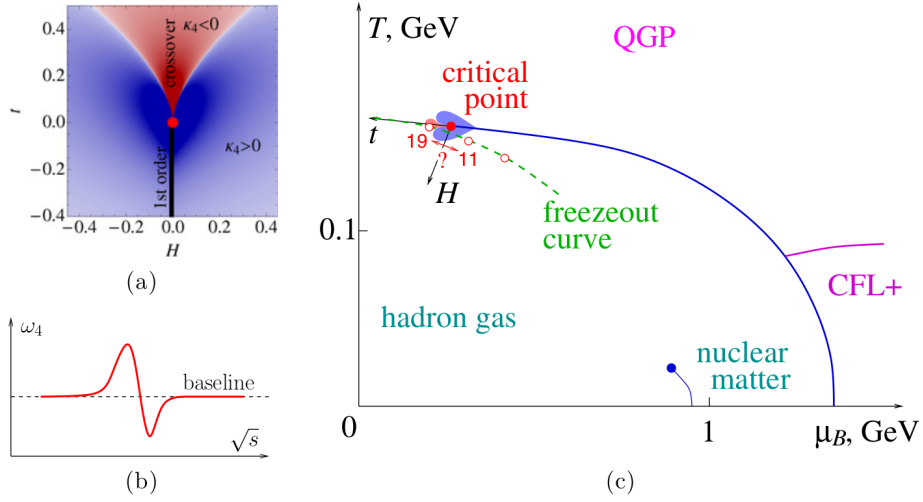 0.4
0.2
0.0
−0.2
−0.4
t
κ₄<0
crossover
κ₄>0
1st order
−0.4
−0.2
0.0
0.2
0.4
H
(a)
ω₄
baseline
√s
(b)
T, GeV
QGP
critical
point
t
19
?
11
H
freezeout
curve
0.1
CFL+
hadron gas
nuclear
matter
0
1
μ_B, GeV
(c)